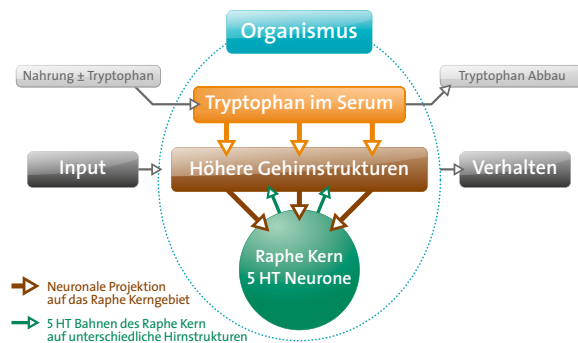 Organismus
Nahrung ± Tryptophan
Tryptophan Abbau
Tryptophan im Serum
Input
Höhere Gehirnstrukturen
Verhalten
Raphe Kern
5 HT Neurone
Neuronale Projektion
auf das Raphe Kerngebiet
5 HT Bahnen des Raphe Kern
auf unterschiedliche Hirnstrukturen